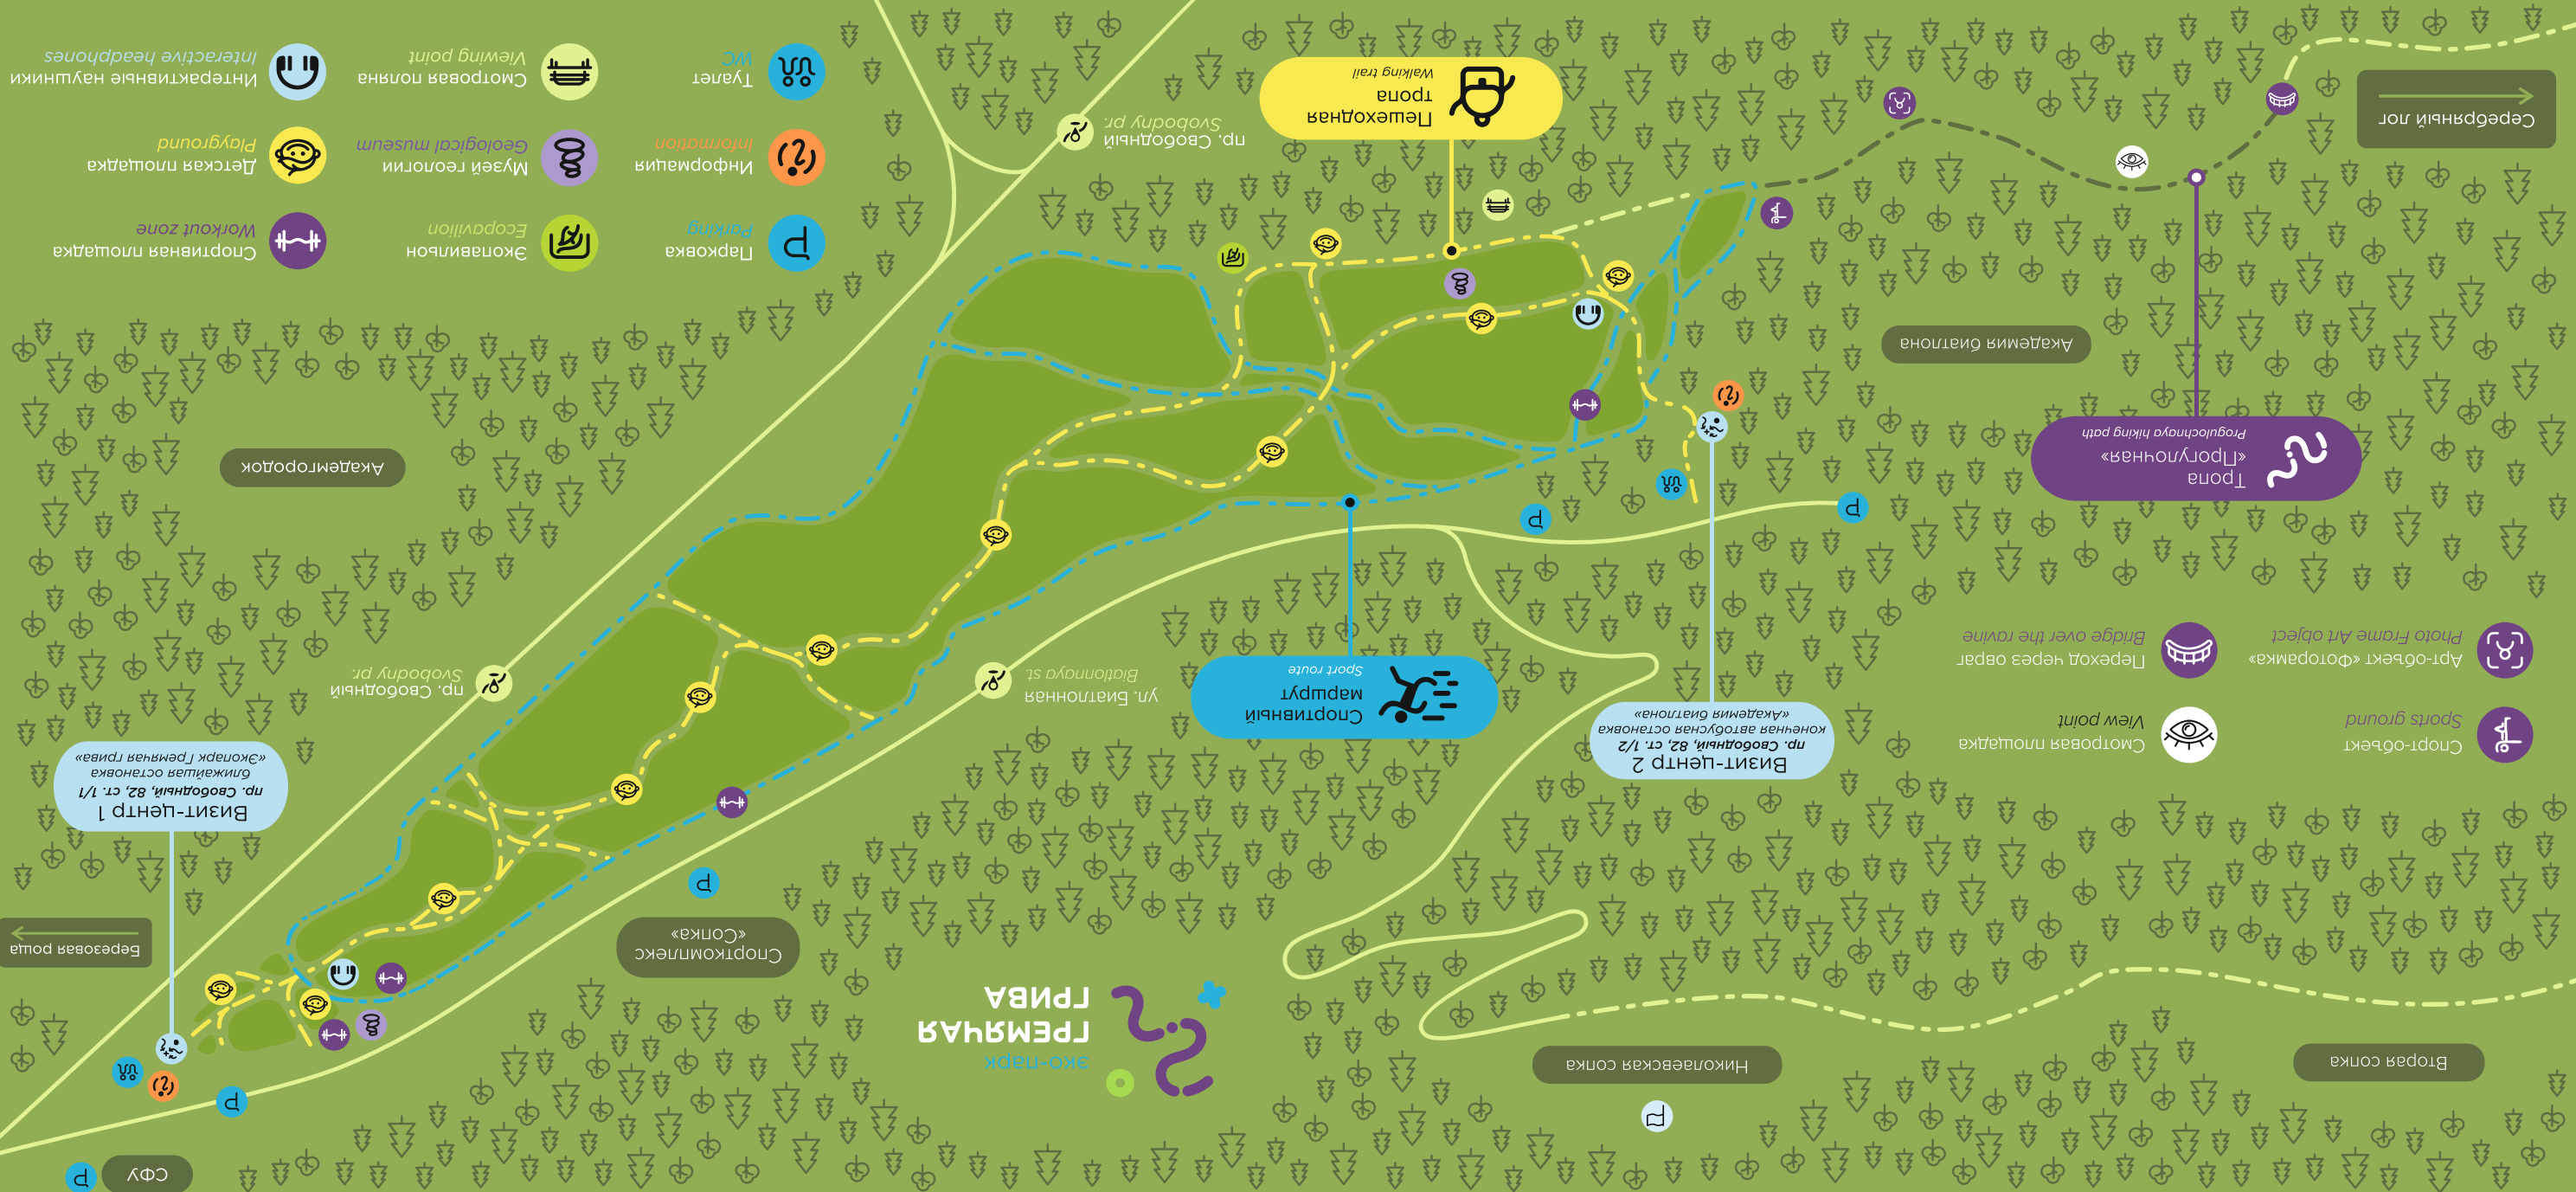 СФУ
Вторая сопка
Николаевская сопка
эко-парк
ГРЕМЯЧАЯ
ГРИВА
Спорткомплекс
«Сопка»
Березовая роща
Визит-центр 1
пр. Свободный, 82, ст. 1/1
ближайшая остановка
«Экопарк Гремячая грива»
Визит-центр 2
пр. Свободный, 82, ст. 1/2
конечная автобусная остановка
«Академия биатлона»
Спорт-объект
Sports ground
Смотровая площадка
View point
Арт-объект «Фоторамка»
Photo Frame Art object
Переход через овраг
Bridge over the ravine
Спортивный
маршрут
Sport route
ул. Биатлонная
Biatlonnaya st.
пр. Свободный
Svobodny pr.
Тропа
«Прогулочная»
Progulochnaya hiking path
Академгородок
Академия биатлона
Парковка
Parking
Экопавильон
Ecopavilion
Спортивная площадка
Workout zone
Информация
Information
Музей геологии
Geological museum
Детская площадка
Playground
Туалет
WC
Смотровая поляна
Viewing point
Интерактивные наушники
Interactive headphones
пр. Свободный
Svobodny pr.
Пешеходная
тропа
Walking trail
Серебряный лог